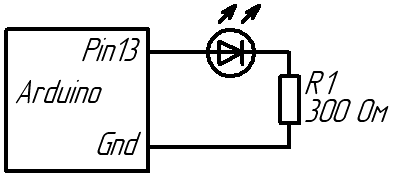 Pin13
Arduino
Gnd
R1
300 Ом